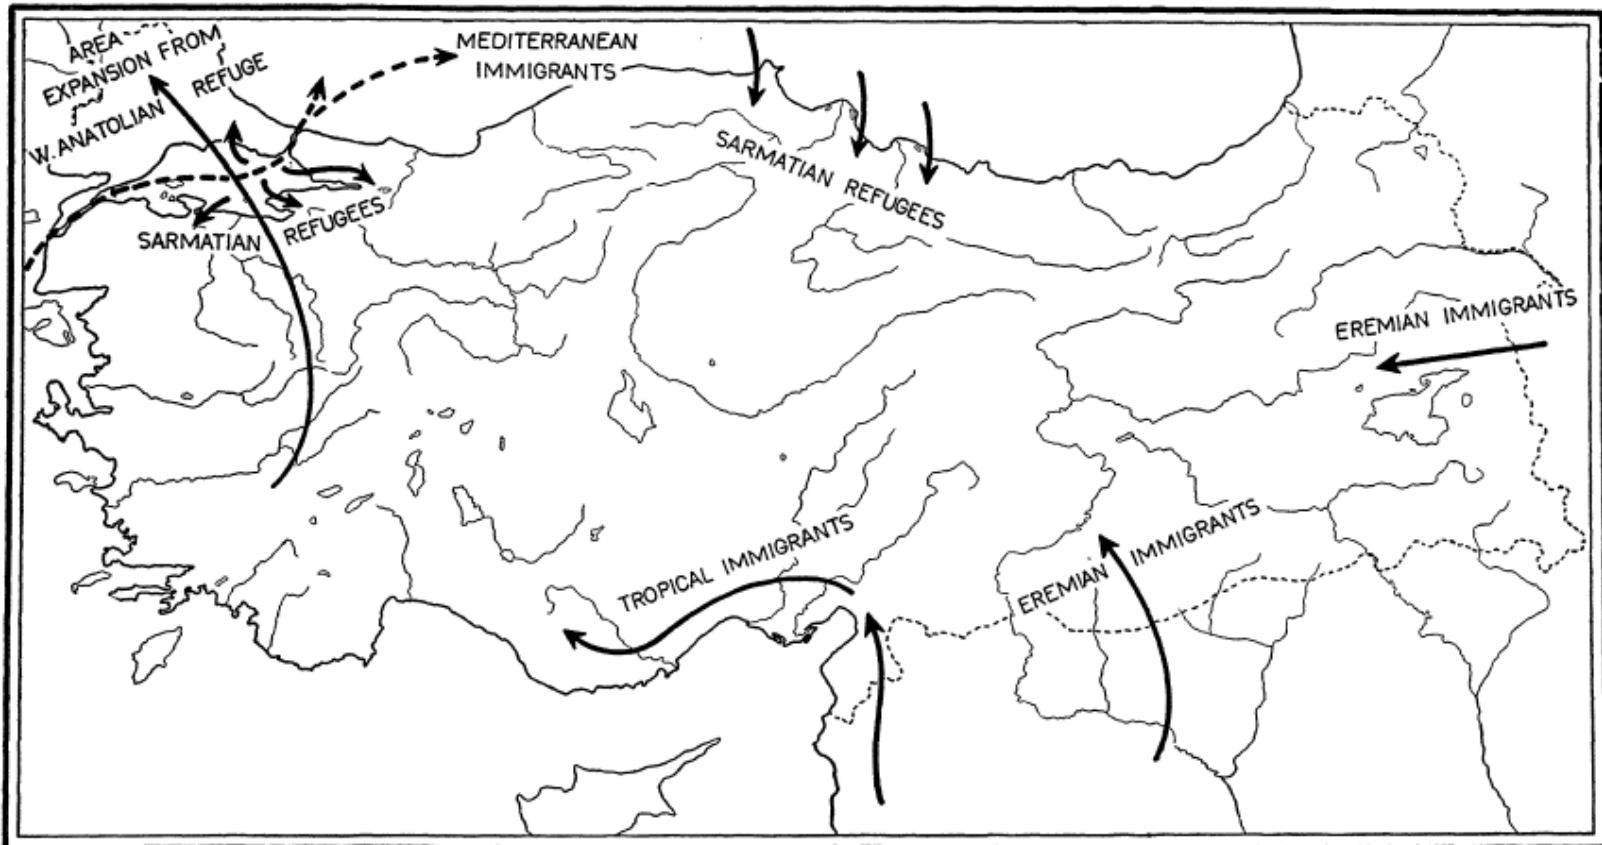 AREA
EXPANSION FROM
W. ANATOLIAN REFUGE
MEDITERRANEAN
IMMIGRANTS
SARMATIAN REFUGEES
SARMATIAN REFUGEES
EREMIAN IMMIGRANTS
TROPICAL IMMIGRANTS
EREMIAN IMMIGRANTS